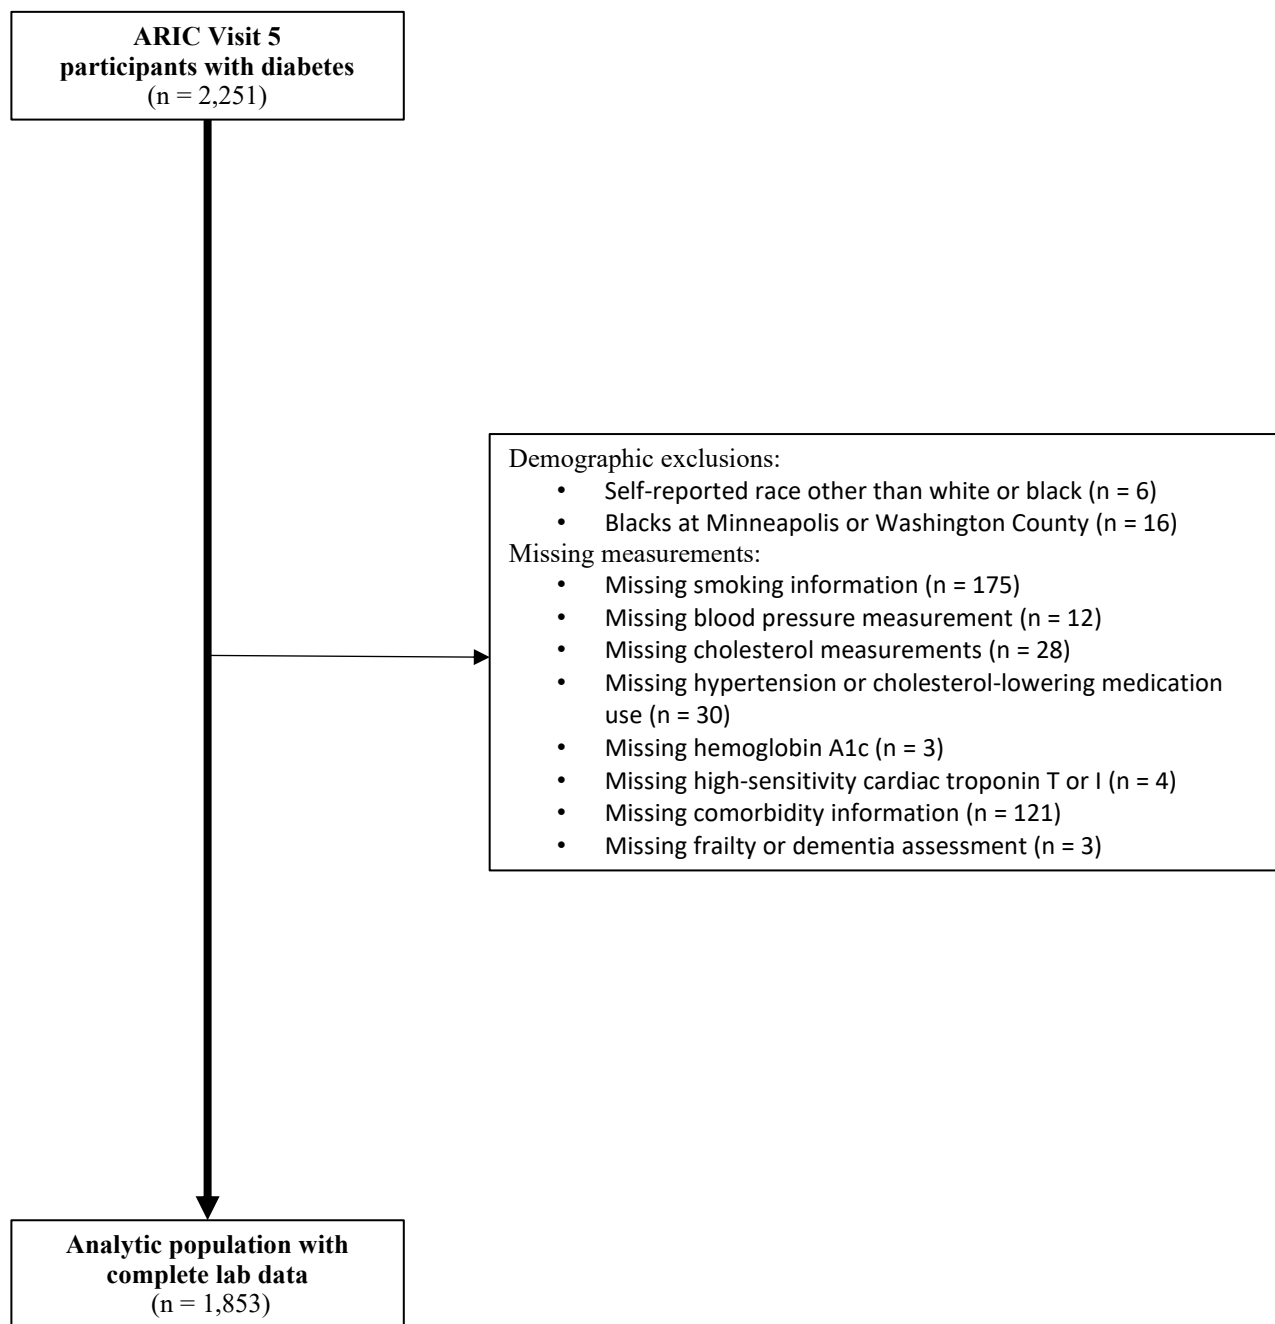 ARIC Visit 5
participants with diabetes
(n = 2,251)
Demographic exclusions:
• Self-reported race other than white or black (n = 6)
• Blacks at Minneapolis or Washington County (n = 16)
Missing measurements:
• Missing smoking information (n = 175)
• Missing blood pressure measurement (n = 12)
• Missing cholesterol measurements (n = 28)
• Missing hypertension or cholesterol-lowering medication
use (n = 30)
• Missing hemoglobin A1c (n = 3)
• Missing high-sensitivity cardiac troponin T or I (n = 4)
• Missing comorbidity information (n = 121)
• Missing frailty or dementia assessment (n = 3)
Analytic population with
complete lab data
(n = 1,853)